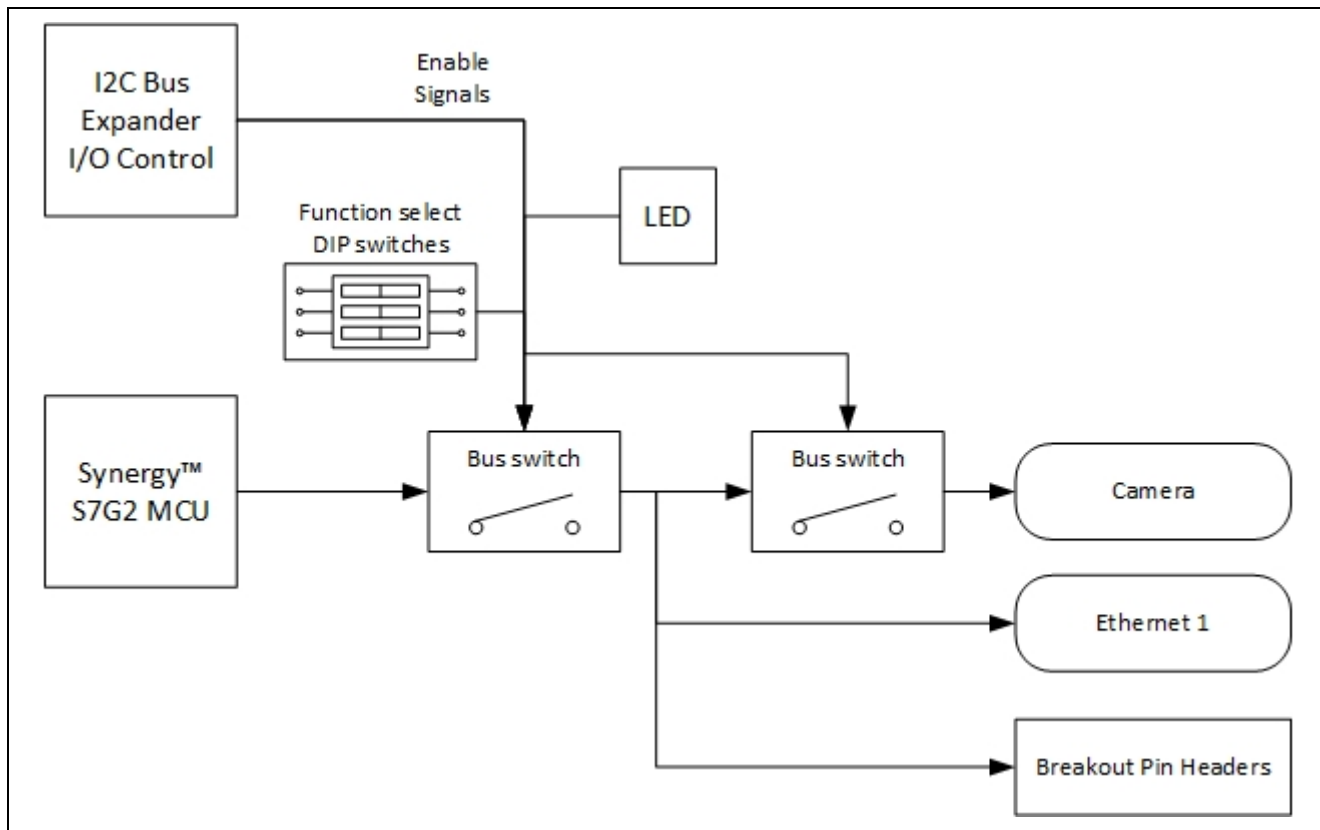 I2C Bus
Expander
I/O Control
Enable
Signals
Function select
DIP switches
LED
Synergy™
S7G2 MCU
Bus switch
Bus switch
Camera
Ethernet 1
Breakout Pin Headers